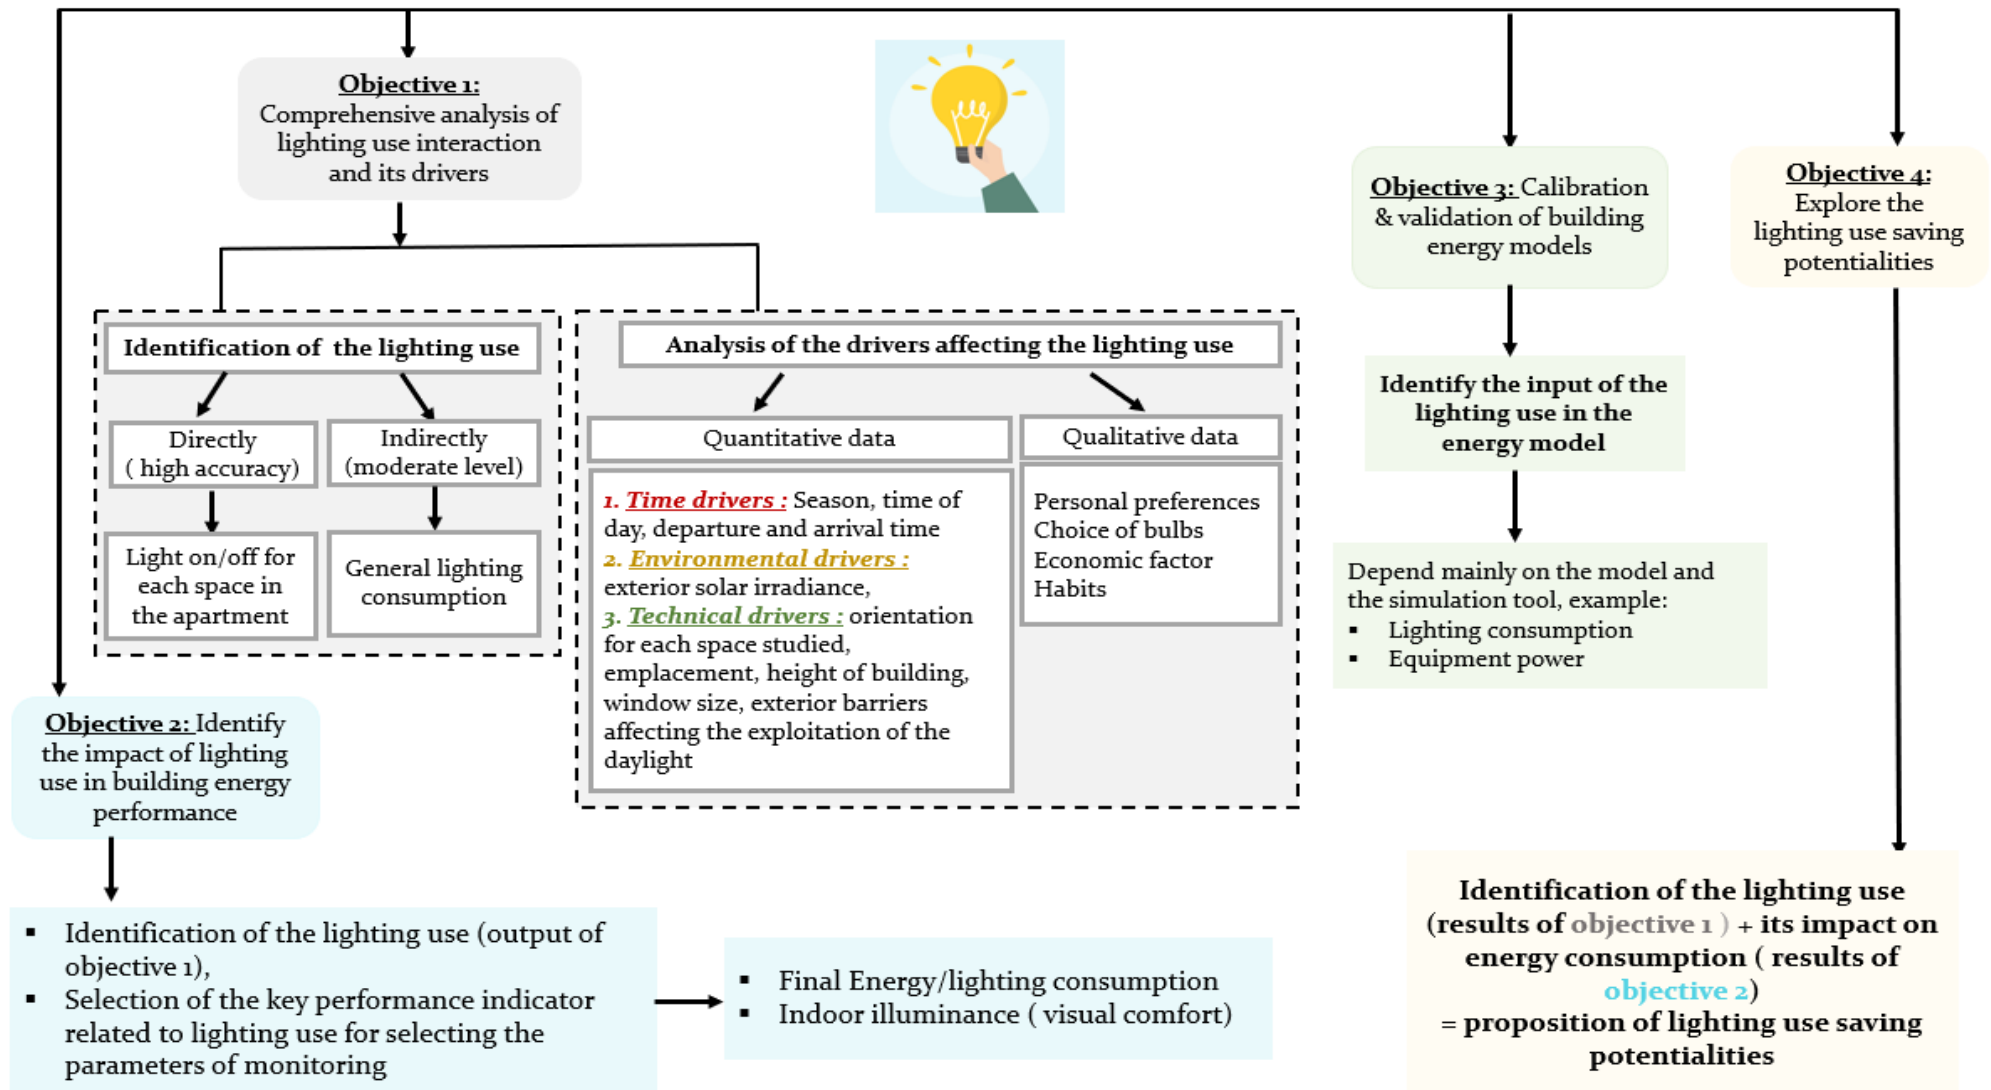 Objective 1:
Comprehensive analysis of
lighting use interaction
and its drivers
Identification of the lighting use
Directly
( high accuracy)
Light on/off for
each space in
the apartment
Indirectly
(moderate level)
General lighting
consumption
Analysis of the drivers affecting the lighting use
Quantitative data
1. Time drivers : Season, time of
day, departure and arrival time
2. Environmental drivers :
exterior solar irradiance,
3. Technical drivers : orientation
for each space studied,
emplacement, height of building,
window size, exterior barriers
affecting the exploitation of the
daylight
Qualitative data
Personal preferences
Choice of bulbs
Economic factor
Habits
Objective 2: Identify
the impact of lighting
use in building energy
performance
▪ Identification of the lighting use (output of
objective 1),
▪ Selection of the key performance indicator
related to lighting use for selecting the
parameters of monitoring
▪ Final Energy/lighting consumption
▪ Indoor illuminance ( visual comfort)
Objective 3: Calibration
& validation of building
energy models
Identify the input of the
lighting use in the
energy model
Depend mainly on the model and
the simulation tool, example:
▪ Lighting consumption
▪ Equipment power
Objective 4:
Explore the
lighting use saving
potentialities
Identification of the lighting use
(results of objective 1 ) + its impact on
energy consumption ( results of
objective 2)
= proposition of lighting use saving
potentialities